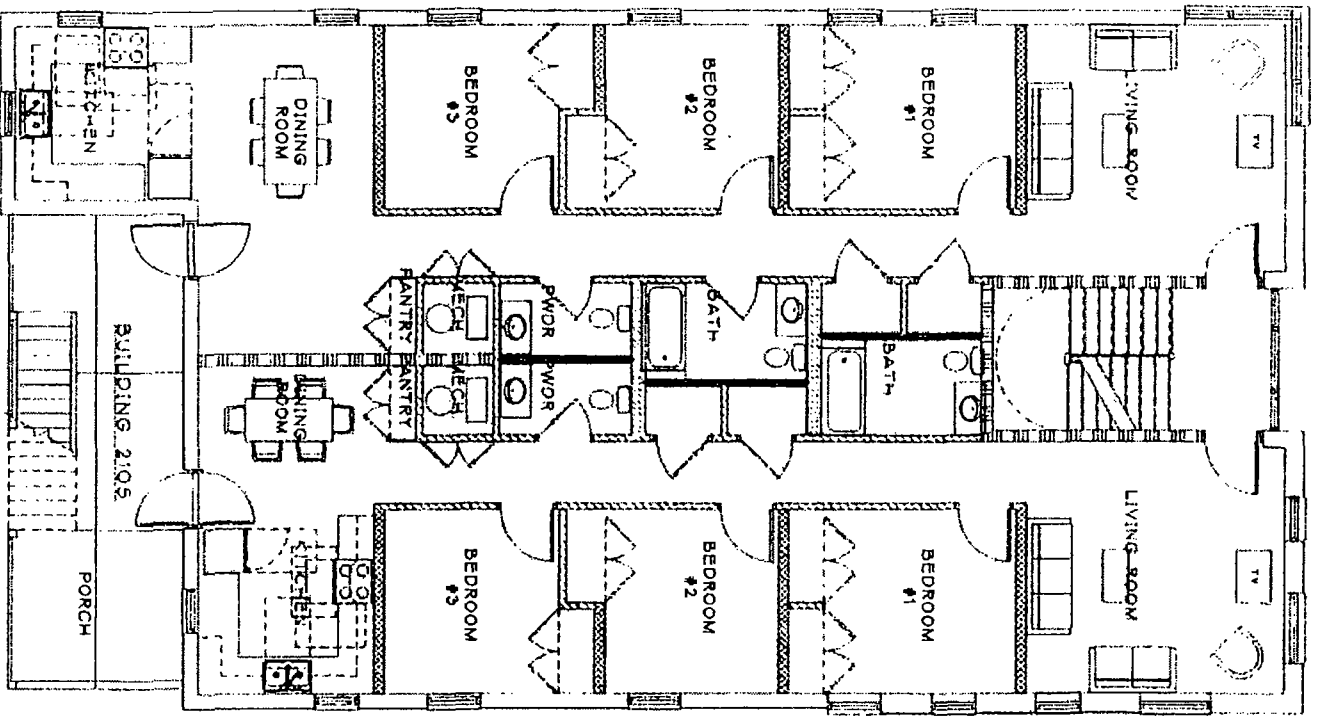 KITCHEN
DINING
ROOM
BEDROOM
#3
BEDROOM
#2
BEDROOM
#1
LIVING ROOM
TV
PANTRY
MECH
PWDR
BATH
BUILDING 2105
PANTRY
MECH
PWDR
BATH
DINING
ROOM
PORCH
KITCHEN
BEDROOM
#3
BEDROOM
#2
BEDROOM
#1
LIVING ROOM
TV